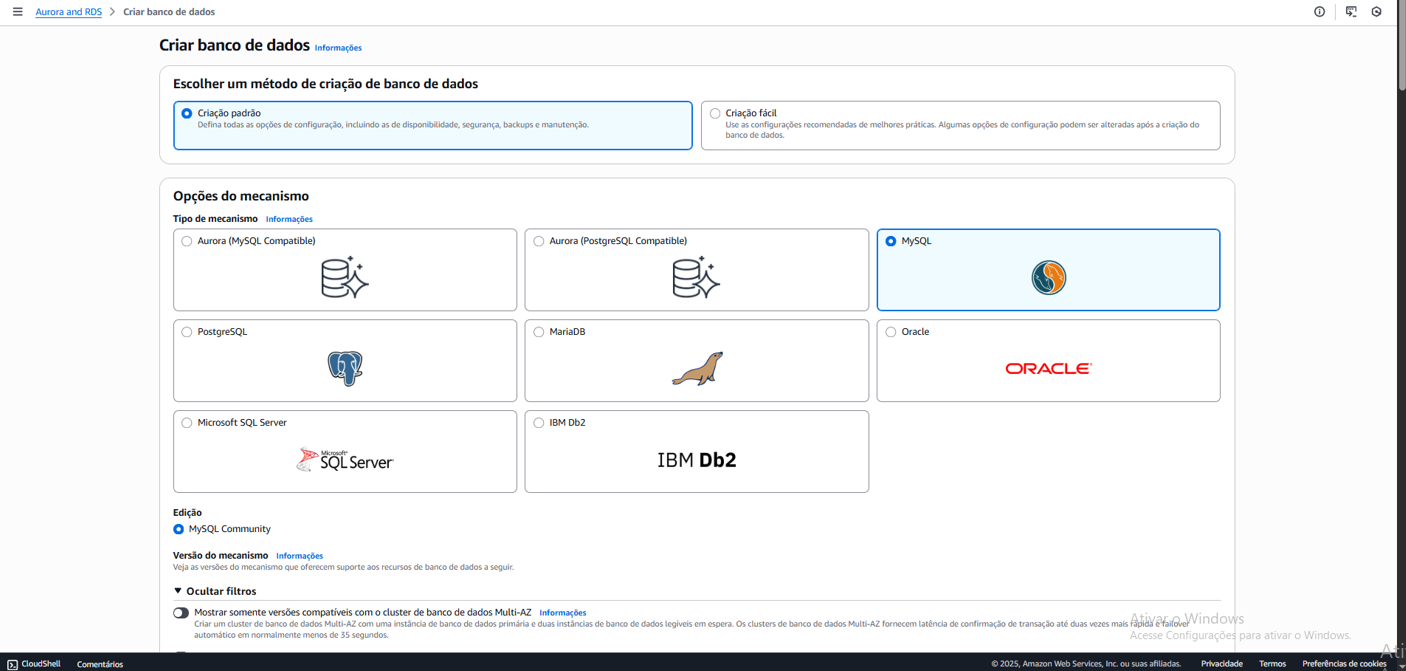 Aurora and RDS > Criar banco de dados
Criar banco de dados Informações
Escolher um método de criação de banco de dados
Criação padrão
Defina todas as opções de configuração, incluindo as de disponibilidade, segurança, backups e manutenção.
Criação fácil
Use as configurações recomendadas de melhores práticas. Algumas opções de configuração podem ser alteradas após a criação do
banco de dados.
Opções do mecanismo
Tipo de mecanismo Informações
Aurora (MySQL Compatible)
Aurora (PostgreSQL Compatible)
MySQL
PostgreSQL
MariaDB
Oracle
ORACLE
Microsoft SQL Server
Microsoft
SQL Server
IBM Db2
IBM Db2
Edição
MySQL Community
Versão do mecanismo Informações
Veja as versões do mecanismo que oferecem suporte aos recursos de banco de dados a seguir.
Ocultar filtros
Mostrar somente versões compatíveis com o cluster de banco de dados Multi-AZ Informações
Criar um cluster de banco de dados Multi-AZ com uma instância de banco de dados primária e duas instâncias de banco de dados legíveis em espera. Os clusters de banco de dados Multi-AZ fornecem latência de confirmação de transação até duas vezes mais rápida e failover
automático em normalmente menos de 35 segundos.
Ativar o Windows
Acesse Configurações para ativar o Windows.
Ati
CloudShell Comentários © 2025, Amazon Web Services, Inc. ou suas afiliadas. Privacidade Termos Preferências de cookies